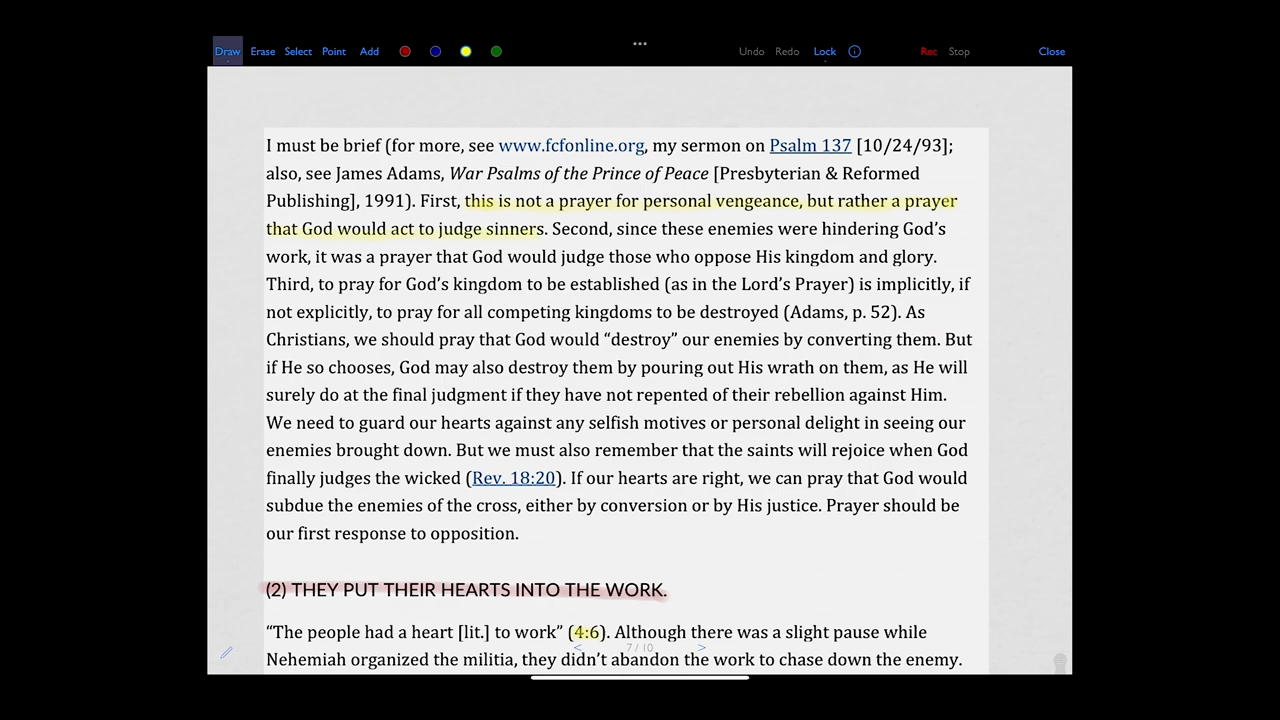 Draw Erase Select Point Add ... Undo Redo Lock Rec Stop Close
I must be brief (for more, see www.fcfonline.org, my sermon on Psalm 137 [10/24/93];
also, see James Adams, War Psalms of the Prince of Peace [Presbyterian & Reformed
Publishing], 1991). First, this is not a prayer for personal vengeance, but rather a prayer
that God would act to judge sinners. Second, since these enemies were hindering God’s
work, it was a prayer that God would judge those who oppose His kingdom and glory.
Third, to pray for God’s kingdom to be established (as in the Lord’s Prayer) is implicitly, if
not explicitly, to pray for all competing kingdoms to be destroyed (Adams, p. 52). As
Christians, we should pray that God would “destroy” our enemies by converting them. But
if He so chooses, God may also destroy them by pouring out His wrath on them, as He will
surely do at the final judgment if they have not repented of their rebellion against Him.
We need to guard our hearts against any selfish motives or personal delight in seeing our
enemies brought down. But we must also remember that the saints will rejoice when God
finally judges the wicked (Rev. 18:20). If our hearts are right, we can pray that God would
subdue the enemies of the cross, either by conversion or by His justice. Prayer should be
our first response to opposition.
(2) THEY PUT THEIR HEARTS INTO THE WORK.
“The people had a heart [lit.] to work” (4:6). Although there was a slight pause while
< 7 / 10 >
Nehemiah organized the militia, they didn’t abandon the work to chase down the enemy.